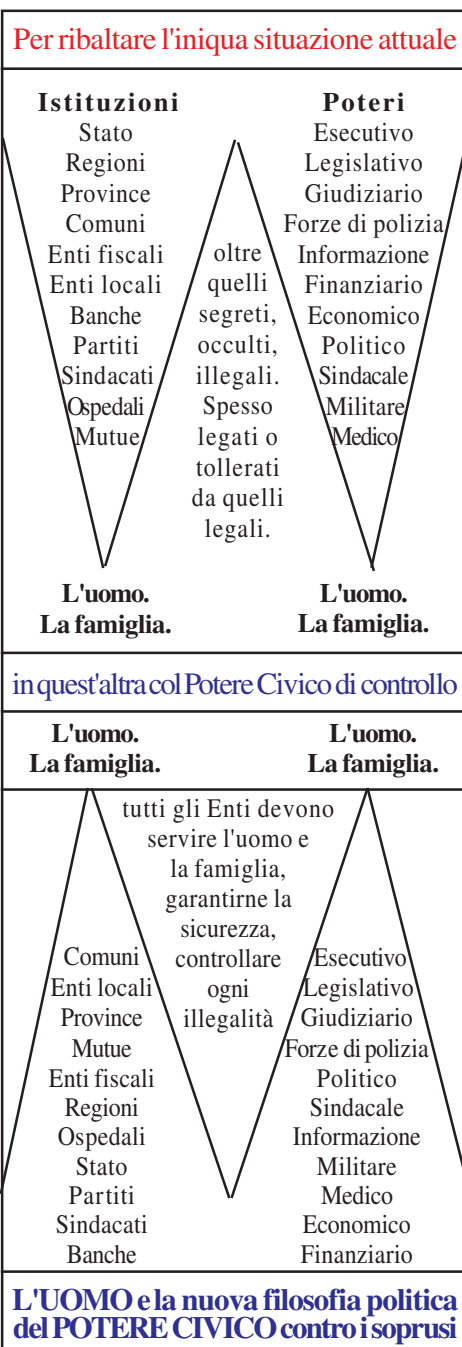 Per ribaltare l'iniqua situazione attuale
Istituzioni
Stato
Regioni
Province
Comuni
Enti fiscali
Enti locali
Banche
Partiti
Sindacati
Ospedali
Mutue
oltre
quelli
segreti,
occulti,
illegali.
Spesso
legati o
tollerati
da quelli
legali.
Poteri
Esecutivo
Legislativo
Giudiziario
Forze di polizia
Informazione
Finanziario
Economico
Politico
Sindacale
Militare
Medico
L'uomo.
La famiglia.
L'uomo.
La famiglia.
in quest'altra col Potere Civico di controllo
L'uomo.
La famiglia.
L'uomo.
La famiglia.
tutti gli Enti devono
servire l'uomo e
la famiglia,
garantirne la
sicurezza,
controllare
ogni
illegalità
Comuni
Enti locali
Province
Mutue
Enti fiscali
Regioni
Ospedali
Stato
Partiti
Sindacati
Banche
Esecutivo
Legislativo
Giudiziario
Forze di polizia
Politico
Sindacale
Informazione
Militare
Medico
Economico
Finanziario
L'UOMO e la nuova filosofia politica
del POTERE CIVICO contro i soprusi